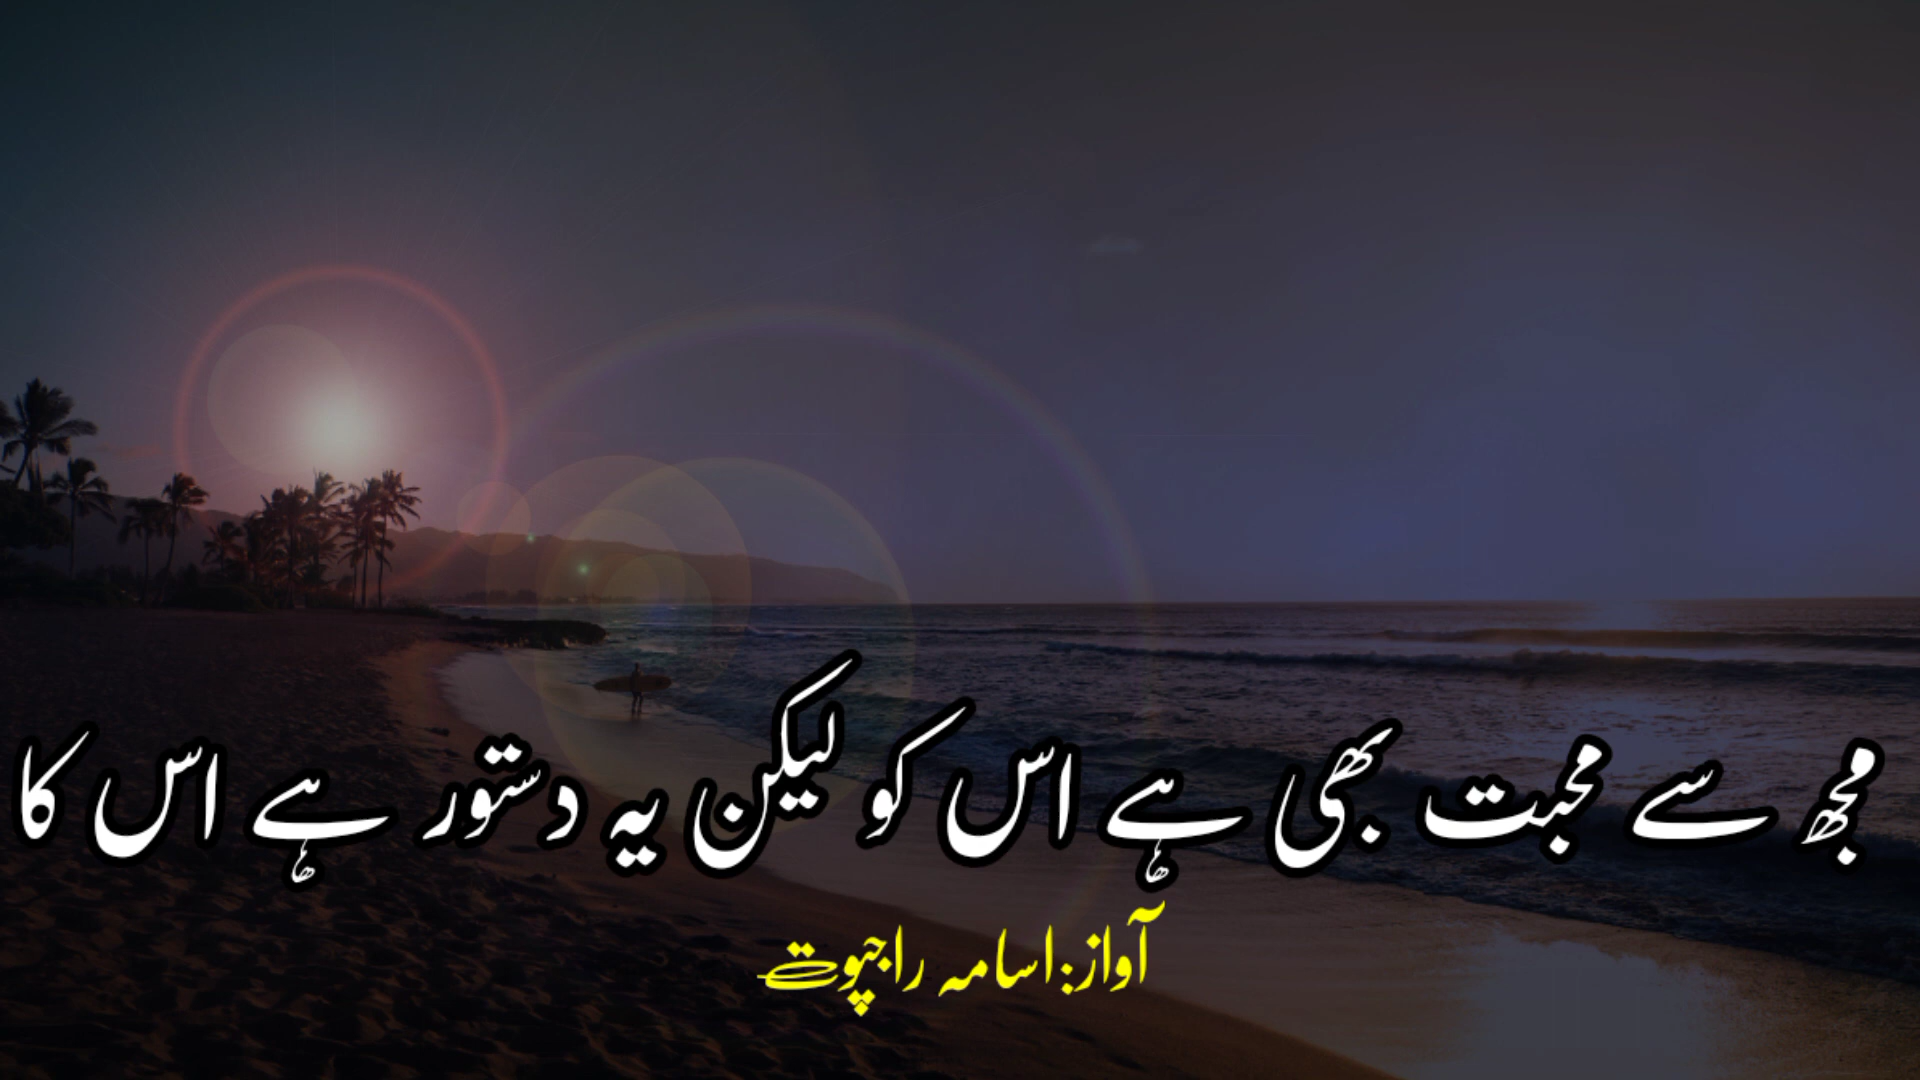 مجھ سے محبت بھی ہے اس کو لیکن یہ دستور ہے اس کا
آواز: اسامہ راجپوت